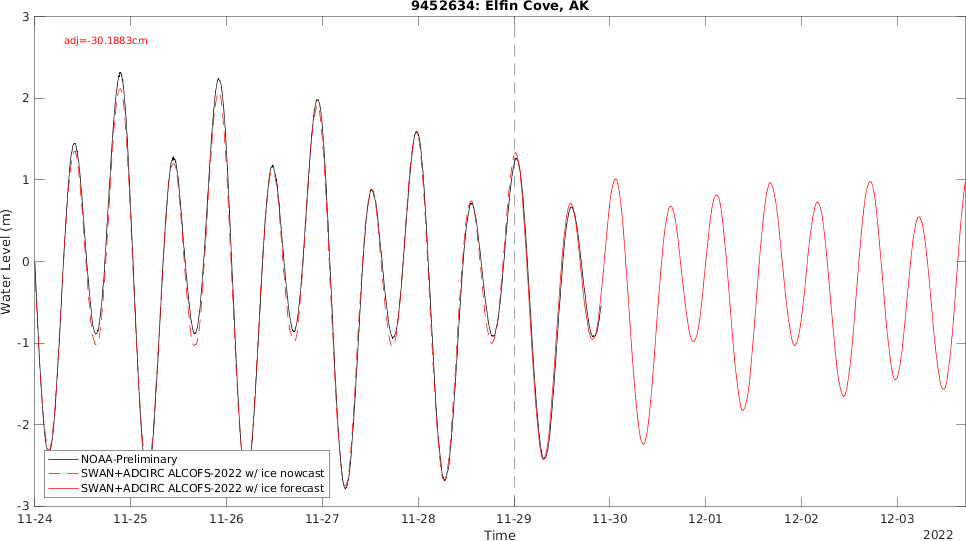 9452634: Elfin Cove, AK
adj=-30.1883cm
Water Level (m)
3
2
1
0
-1
-2
-3
NOAA-Preliminary
SWAN+ADCIRC ALCOFS-2022 w/ ice nowcast
SWAN+ADCIRC ALCOFS-2022 w/ ice forecast
11-24 11-25 11-26 11-27 11-28 11-29 11-30 12-01 12-02 12-03
Time
2022